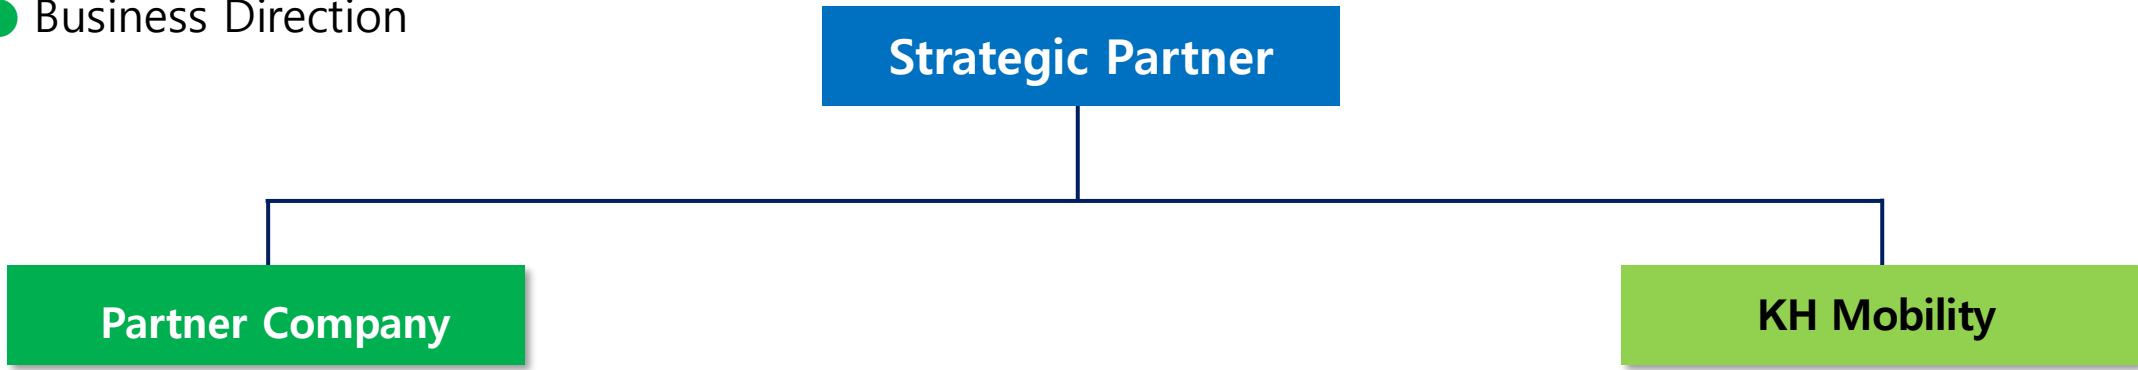 Business Direction
Strategic Partner
Partner Company
KH Mobility